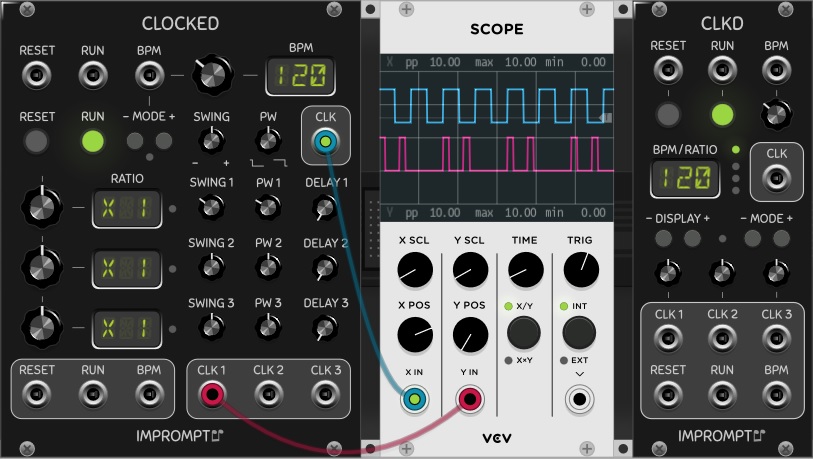 CLOCKED
RESET RUN BPM
BPM
120
RESET RUN - MODE + SWING PW CLK
- +
RATIO
SWING 1 PW 1 DELAY 1
X 1
SWING 2 PW 2 DELAY 2
X 1
SWING 3 PW 3 DELAY 3
X 1
RESET RUN BPM
CLK 1 CLK 2 CLK 3
IMPROMPT
SCOPE
X pp 10.00 max 10.00 min 0.00
T
Y pp 10.00 max 10.00 min 0.00
X SCL Y SCL TIME TRIG
X POS Y POS X/Y INT
X×Y EXT
X IN Y IN
VCV
CLKD
RESET RUN BPM
BPM/RATIO
120
CLK
- DISPLAY + - MODE +
CLK 1 CLK 2 CLK 3
RESET RUN BPM
IMPROMPT